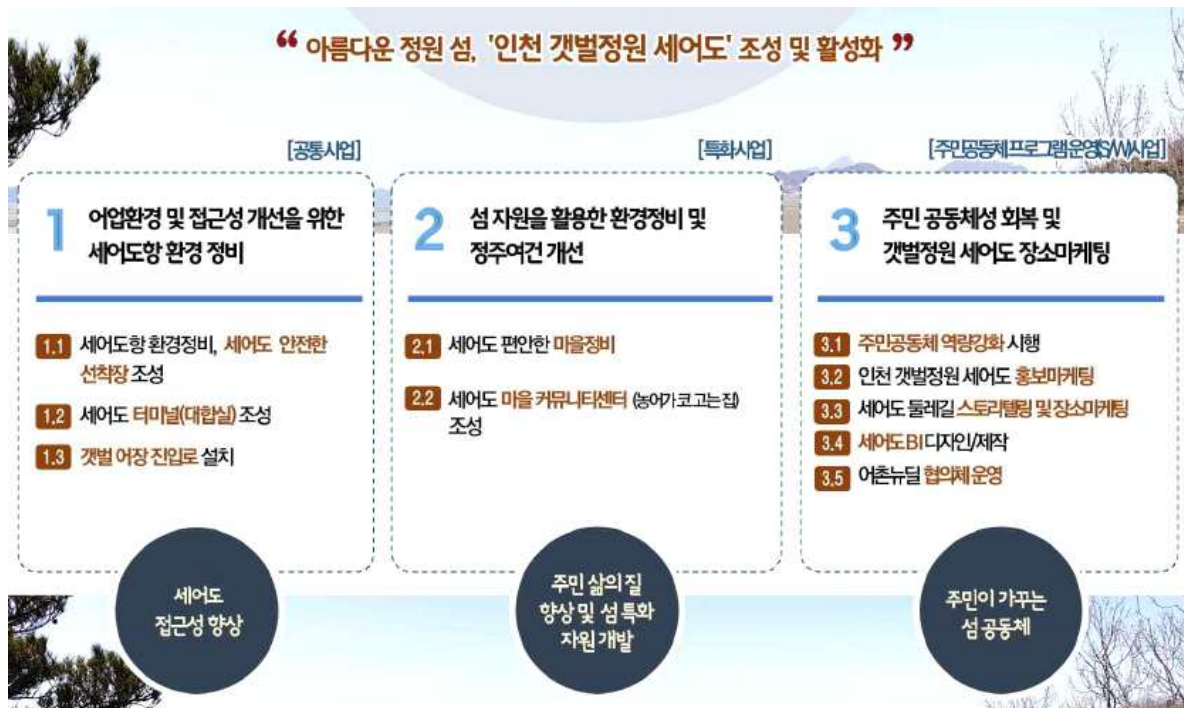 “ 아름다운 정원 섬, '인천 갯벌정원 세어도' 조성 및 활성화 ”
[공통사업]
1
어업환경 및 접근성 개선을 위한
세어도항 환경 정비
1.1 세어도항 환경정비, 세어도 안전한
선착장 조성
1.2 세어도 터미널(대합실) 조성
1.3 갯벌 어장 진입로 설치
세어도
접근성 향상
[특화사업]
2
섬 자원을 활용한 환경정비 및
정주여건 개선
2.1 세어도 편안한 마을정비
2.2 세어도 마을 커뮤니티센터 (농어가 코 고는 집)
조성
주민 삶의 질
향상 및 섬 특화
자원 개발
[주민공동체프로그램운영(S/W)사업]
3
주민 공동체성 회복 및
갯벌정원 세어도 장소마케팅
3.1 주민공동체 역량강화 시행
3.2 인천 갯벌정원 세어도 홍보마케팅
3.3 세어도 둘레길 스토리텔링 및 장소마케팅
3.4 세어도 BI 디자인/제작
3.5 어촌뉴딜 협의체 운영
주민이 가꾸는
섬 공동체